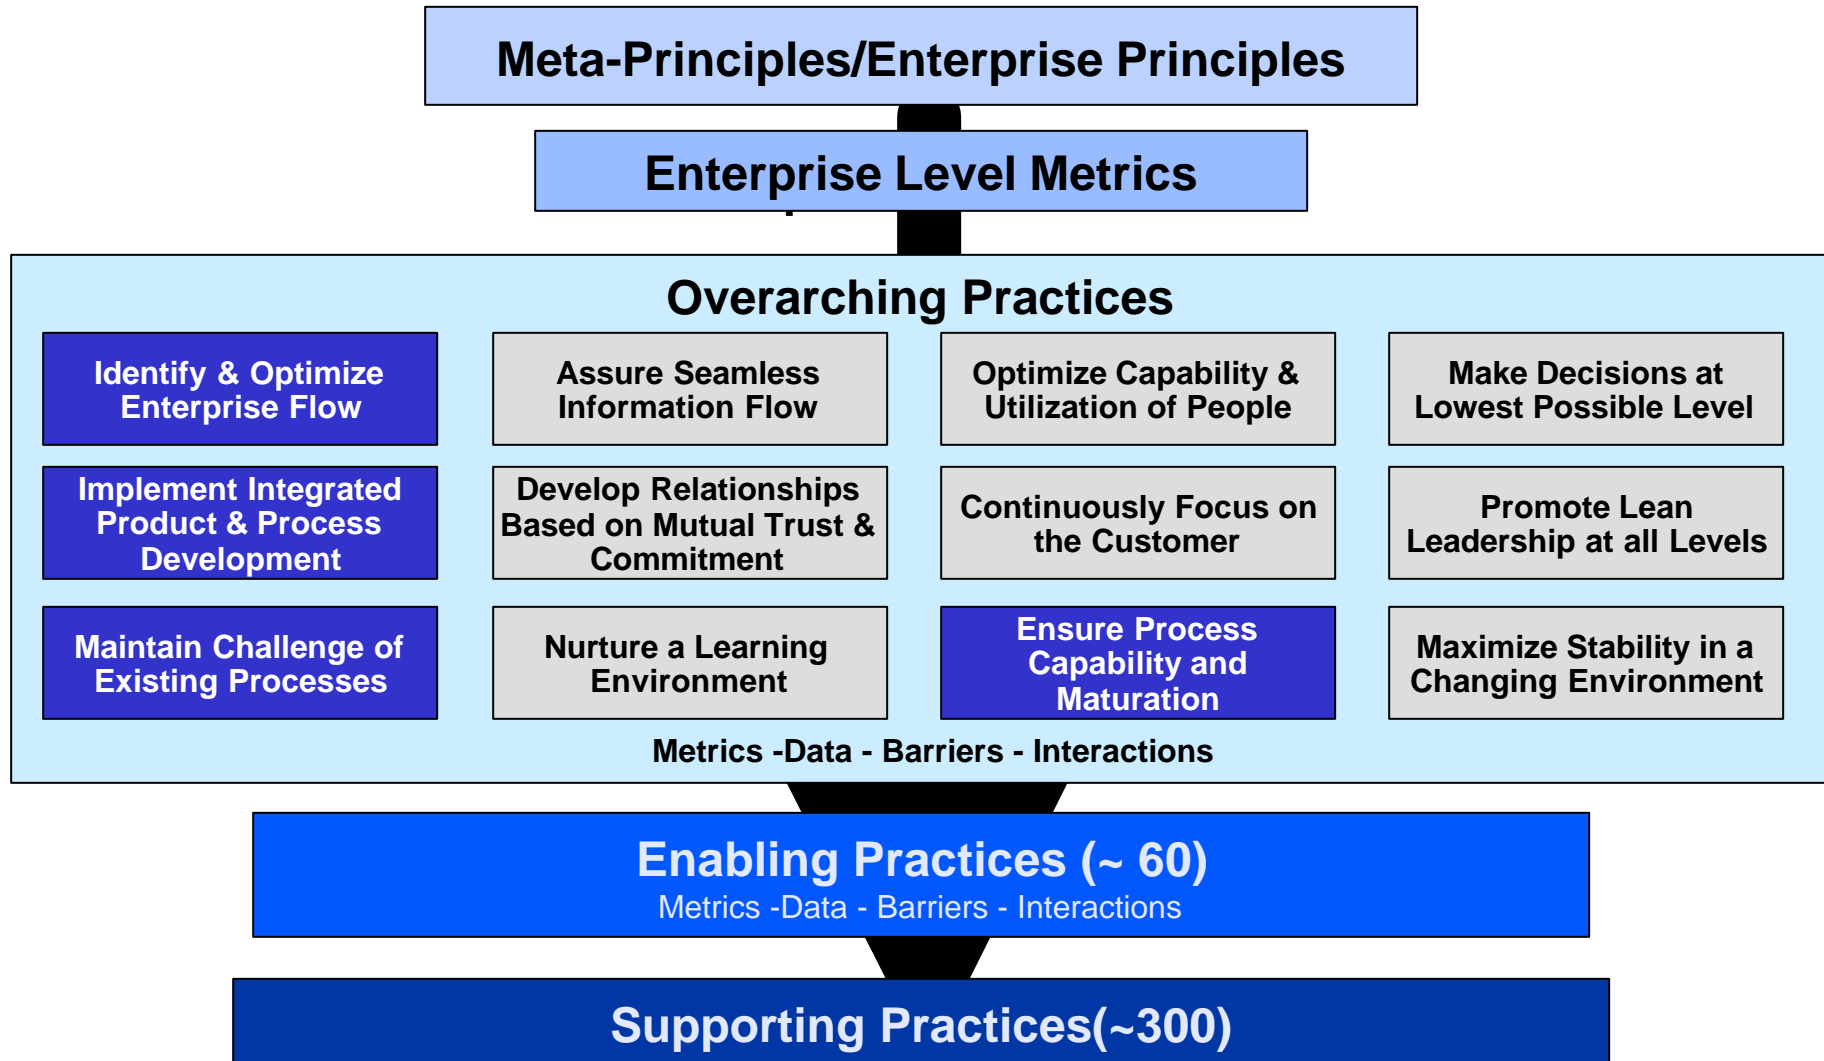 Meta-Principles/Enterprise Principles
Enterprise Level Metrics
Overarching Practices
Identify & Optimize
Enterprise Flow
Assure Seamless
Information Flow
Optimize Capability &
Utilization of People
Make Decisions at
Lowest Possible Level
Implement Integrated
Product & Process
Development
Develop Relationships
Based on Mutual Trust &
Commitment
Continuously Focus on
the Customer
Promote Lean
Leadership at all Levels
Maintain Challenge of
Existing Processes
Nurture a Learning
Environment
Ensure Process
Capability and
Maturation
Maximize Stability in a
Changing Environment
Metrics -Data - Barriers - Interactions
Enabling Practices (~ 60)
Metrics -Data - Barriers - Interactions
Supporting Practices(~300)